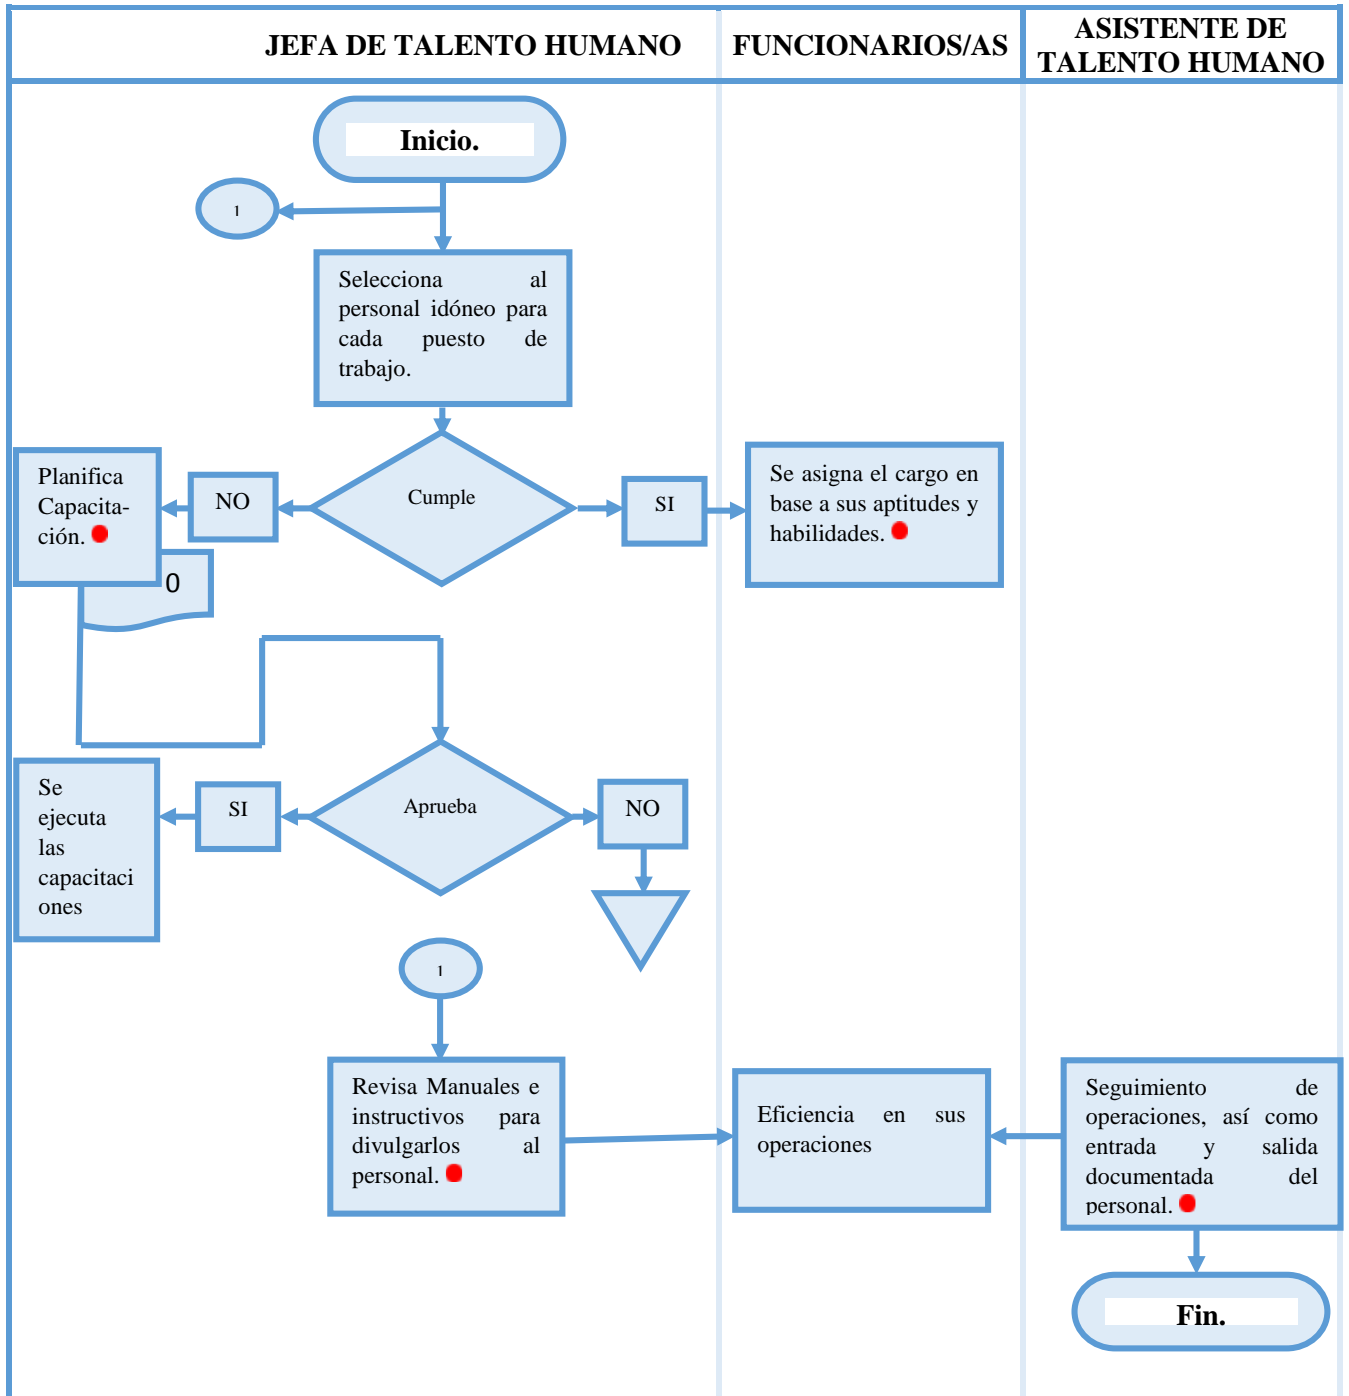 JEFA DE TALENTO HUMANO
FUNCIONARIOS/AS
ASISTENTE DE
TALENTO HUMANO
Inicio.
1
Selecciona al
personal idóneo para
cada puesto de
trabajo.
Planifica
Capacita-
ción.
NO
Cumple
SI
Se asigna el cargo en
base a sus aptitudes y
habilidades.
0
Se
ejecuta
las
capacitaci
ones
SI
Aprueba
NO
1
Revisa Manuales e
instructivos para
divulgarlos al
personal.
Eficiencia en sus
operaciones
Seguimiento de
operaciones, así como
entrada y salida
documentada del
personal.
Fin.